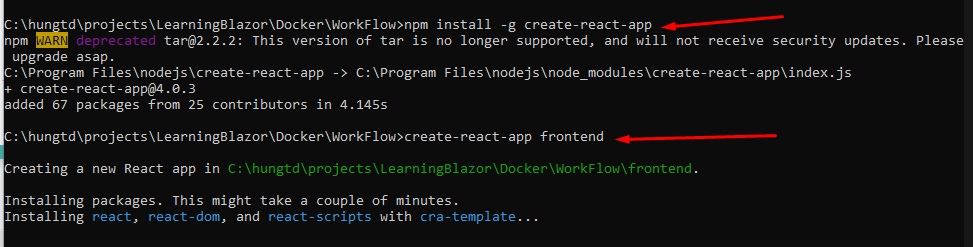 C:\hungtd\projects\LearningBlazor\Docker\WorkFlow>npm install -g create-react-app
npm WARN deprecated tar@2.2.2: This version of tar is no longer supported, and will not receive security updates. Please
 upgrade asap.
C:\Program Files\nodejs\create-react-app -> C:\Program Files\nodejs\node_modules\create-react-app\index.js
+ create-react-app@4.0.3
added 67 packages from 25 contributors in 4.145s
C:\hungtd\projects\LearningBlazor\Docker\WorkFlow>create-react-app frontend
Creating a new React app in C:\hungtd\projects\LearningBlazor\Docker\WorkFlow\frontend.
Installing packages. This might take a couple of minutes.
Installing react, react-dom, and react-scripts with cra-template...